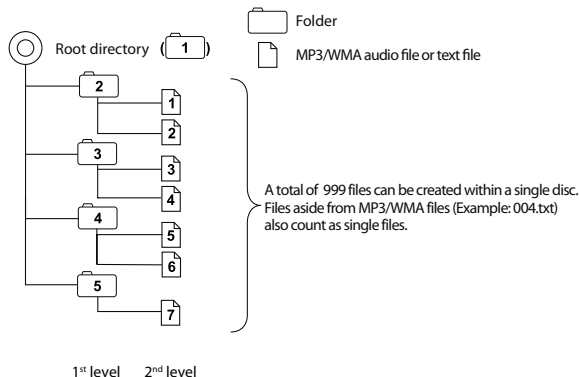 Folder
Root directory (1)
MP3/WMA audio file or text file
2
1
2
3
3
4
4
5
6
5
7
A total of 999 files can be created within a single disc.
Files aside from MP3/WMA files (Example: 004.txt)
also count as single files.
1st level 2nd level